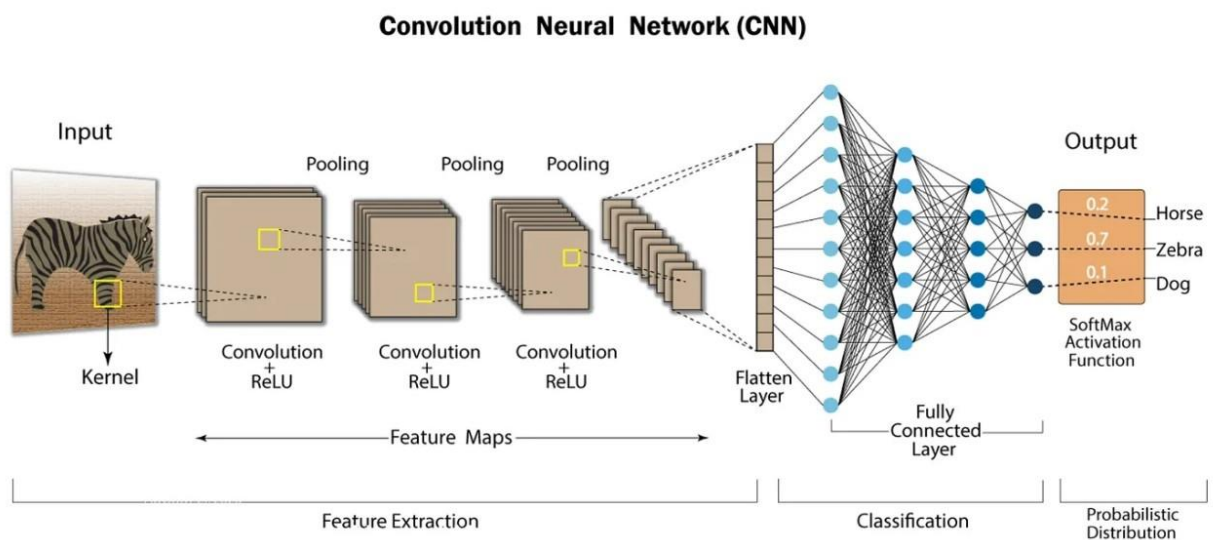 Convolution Neural Network (CNN)
Input
Pooling
Pooling
Pooling
Output
0.2
Horse
0.7
Zebra
0.1
Dog
Kernel
Convolution
+
ReLU
Convolution
+
ReLU
Convolution
+
ReLU
Flatten
Layer
SoftMax
Activation
Function
Feature Maps
Fully
Connected
Layer
Feature Extraction
Classification
Probabilistic
Distribution